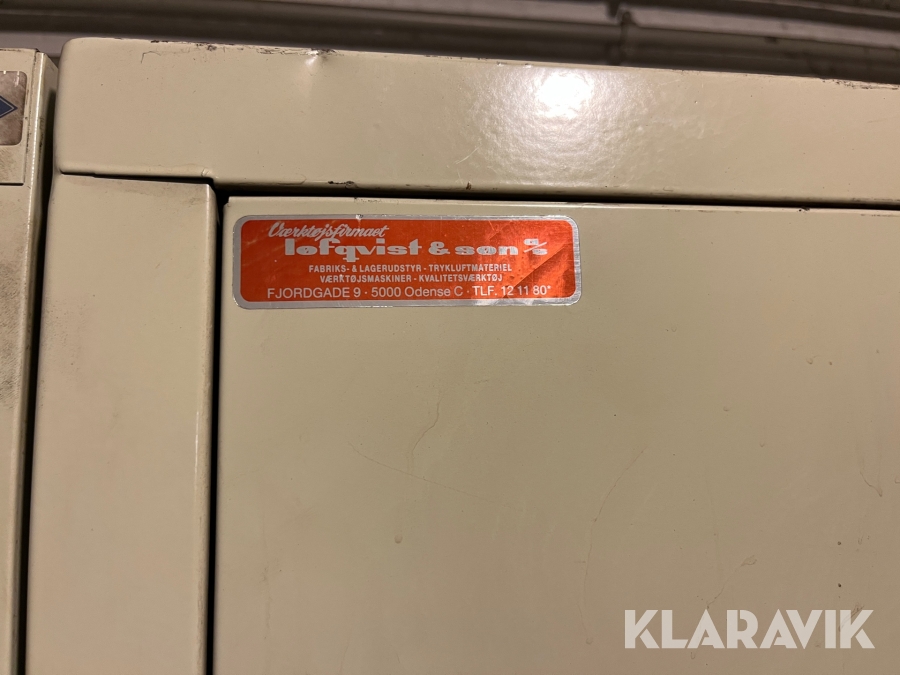 Værktøjsfirmaet
løfqvist & søn a/s
FABRIKS- & LAGERUDSTYR - TRYKLUFTMATERIEL
VÆRKTØJSMASKINER - KVALITETSVÆRKTØJ
FJORDGADE 9 · 5000 Odense C · TLF. 12 11 80*
KLARAVIK